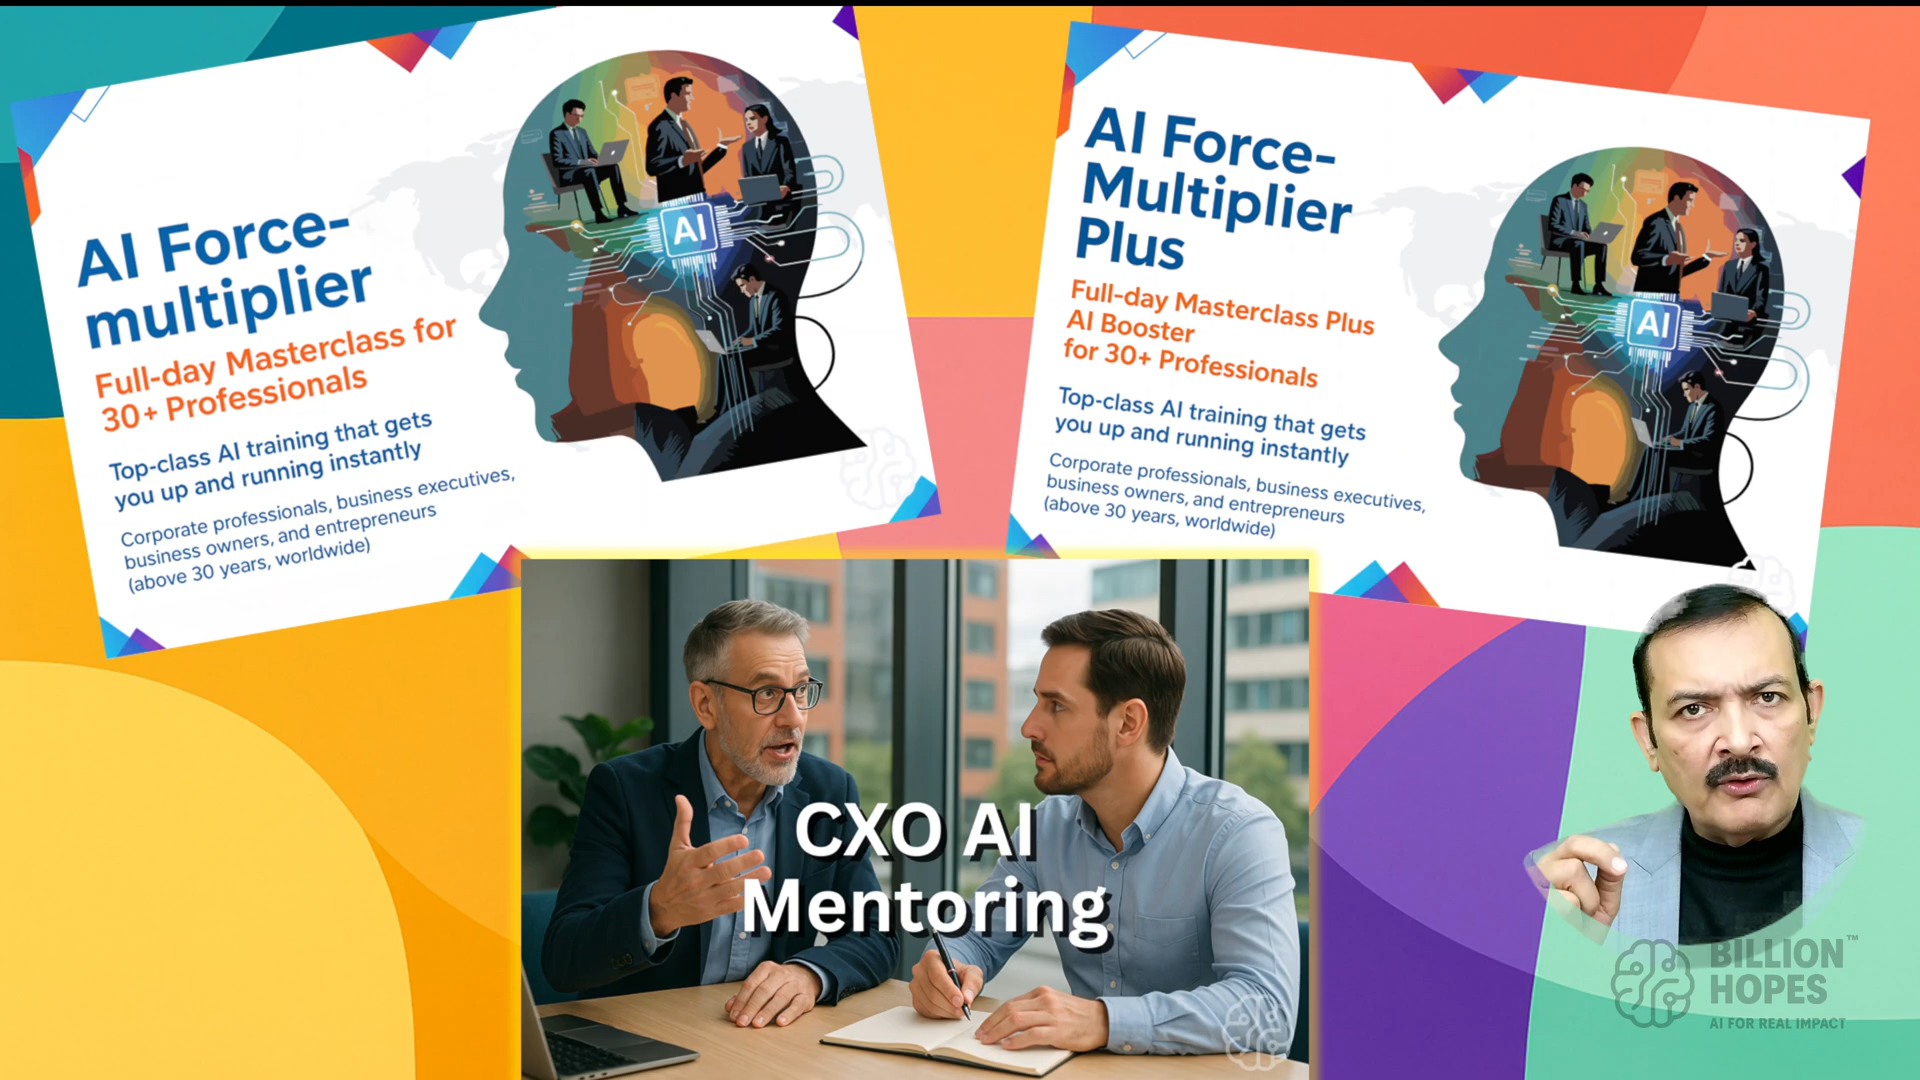 AI Force-
multiplier
Full-day Masterclass for
30+ Professionals
Top-class AI training that gets
you up and running instantly
Corporate professionals, business executives,
business owners, and entrepreneurs
(above 30 years, worldwide)
AI
AI Force-
Multiplier
Plus
Full-day Masterclass Plus
AI Booster
for 30+ Professionals
Top-class AI training that gets
you up and running instantly
Corporate professionals, business executives,
business owners, and entrepreneurs
(above 30 years, worldwide)
AI
CXO AI
Mentoring
BILLION™
HOPES
AI FOR REAL IMPACT